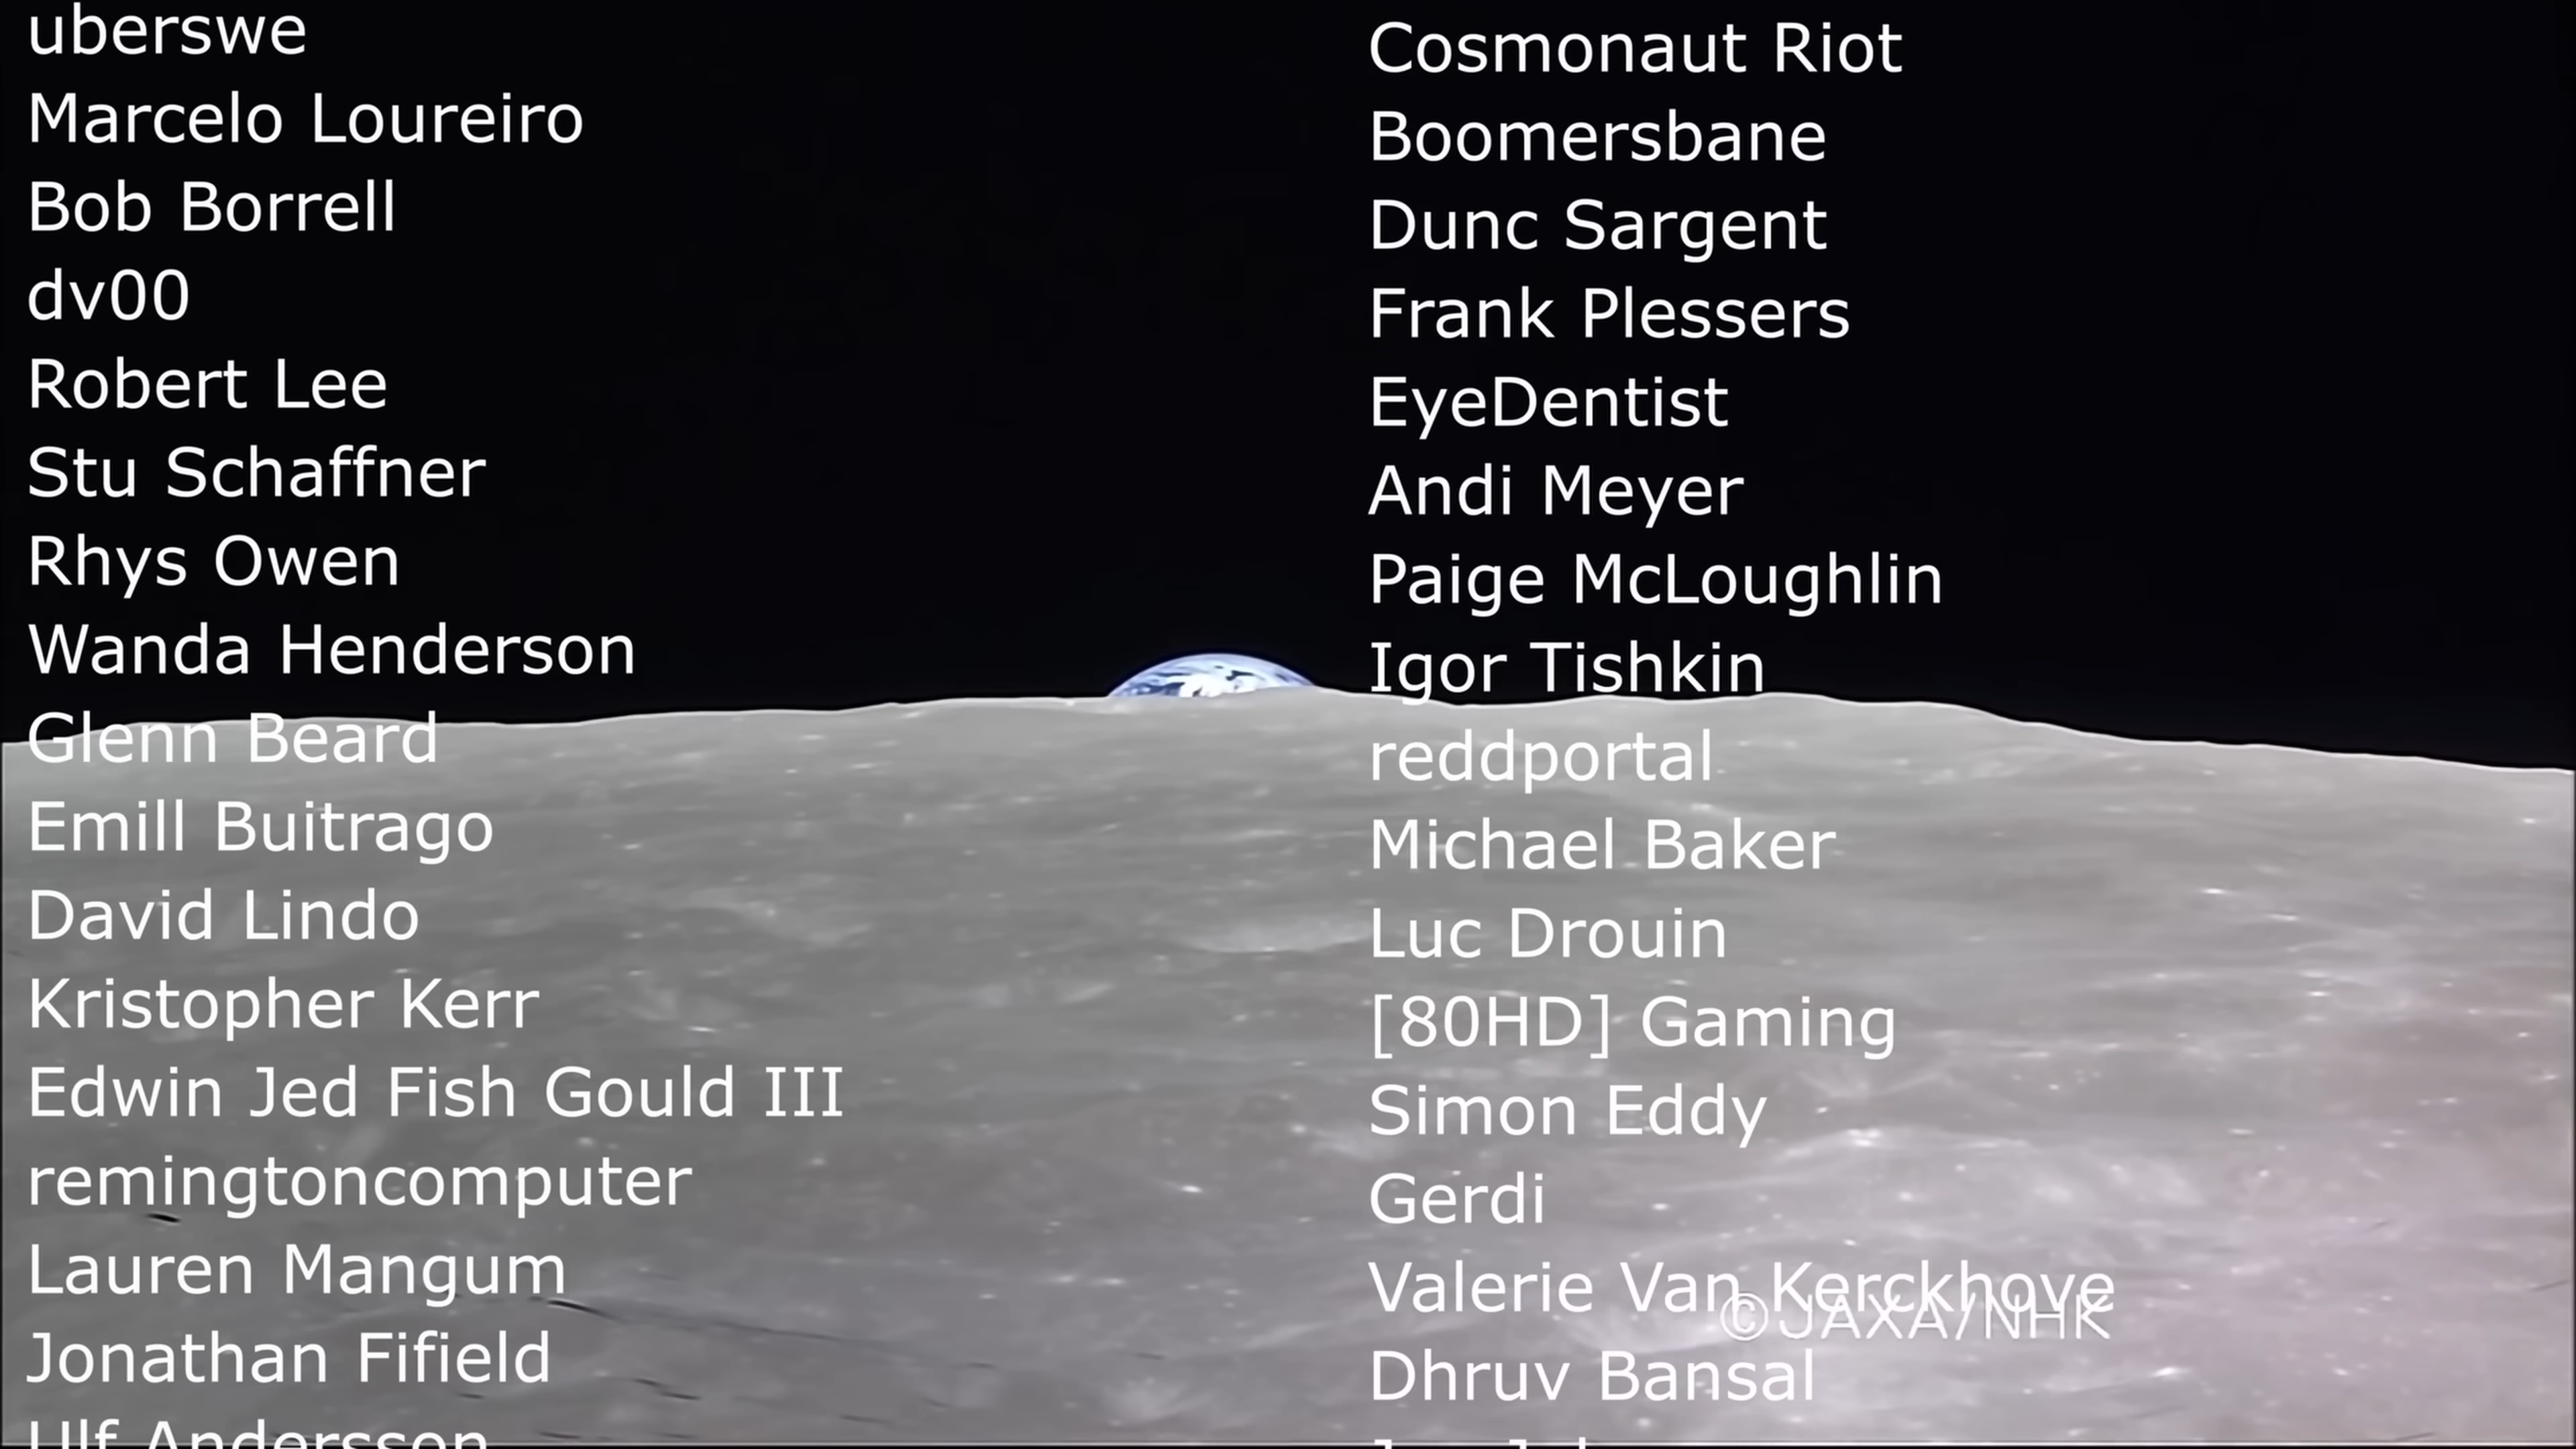 uberswe
Marcelo Loureiro
Bob Borrell
dv00
Robert Lee
Stu Schaffner
Rhys Owen
Wanda Henderson
Glenn Beard
Emill Buitrago
David Lindo
Kristopher Kerr
Edwin Jed Fish Gould III
remingtoncomputer
Lauren Mangum
Jonathan Fifield
Ulf Andersson
Cosmonaut Riot
Boomersbane
Dunc Sargent
Frank Plessers
EyeDentist
Andi Meyer
Paige McLoughlin
Igor Tishkin
reddportal
Michael Baker
Luc Drouin
[80HD] Gaming
Simon Eddy
Gerdi
Valerie Van Kerckhove
©JAXA/NHK
Dhruv Bansal